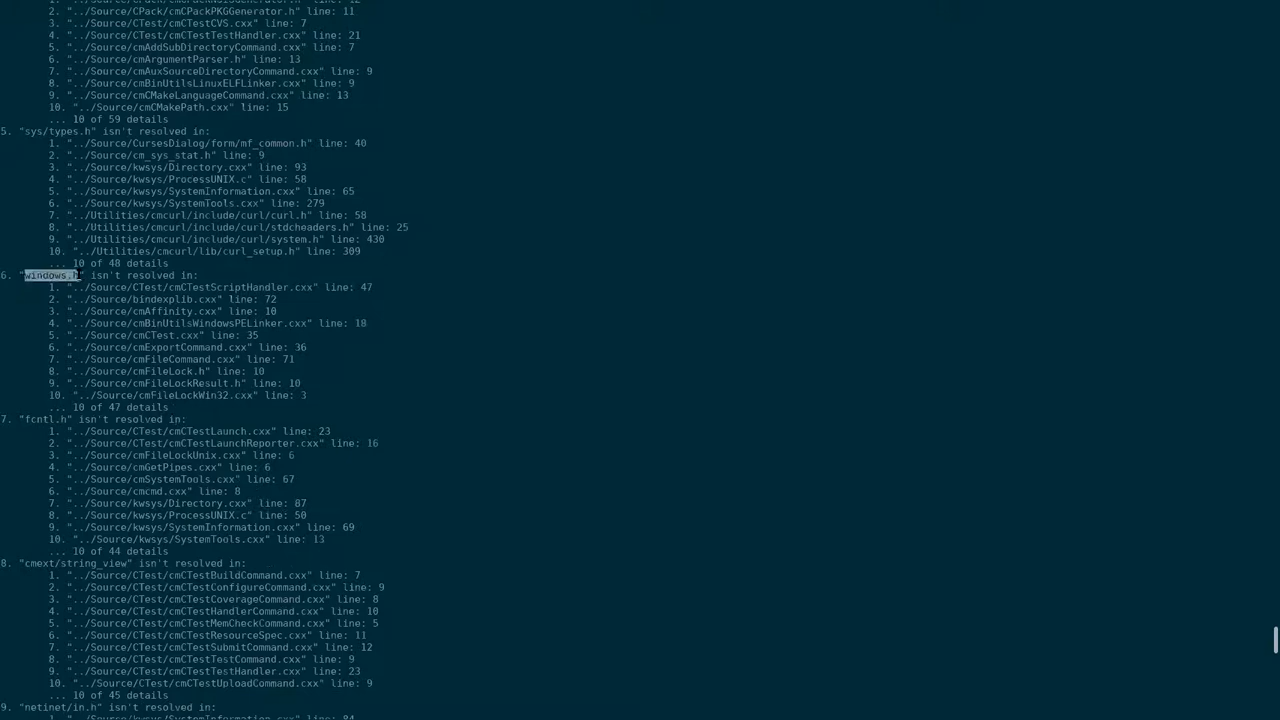 1. "../Source/CPack/cmCPackNSISGenerator.h" line: 12
2. "../Source/CPack/cmCPackPKGGenerator.h" line: 11
3. "../Source/CTest/cmCTestCVS.cxx" line: 7
4. "../Source/CTest/cmCTestTestHandler.cxx" line: 21
5. "../Source/cmAddSubDirectoryCommand.cxx" line: 7
6. "../Source/cmArgumentParser.h" line: 13
7. "../Source/cmAuxSourceDirectoryCommand.cxx" line: 9
8. "../Source/cmBinUtilsLinuxELFLinker.cxx" line: 9
9. "../Source/cmCMakeLanguageCommand.cxx" line: 13
10. "../Source/cmCMakePath.cxx" line: 15
... 10 of 59 details
5. "sys/types.h" isn't resolved in:
1. "../Source/CursesDialog/form/mf_common.h" line: 40
2. "../Source/cm_sys_stat.h" line: 9
3. "../Source/kwsys/Directory.cxx" line: 93
4. "../Source/kwsys/ProcessUNIX.c" line: 58
5. "../Source/kwsys/SystemInformation.cxx" line: 65
6. "../Source/kwsys/SystemTools.cxx" line: 279
7. "../Utilities/cmcurl/include/curl/curl.h" line: 58
8. "../Utilities/cmcurl/include/curl/stdcheaders.h" line: 25
9. "../Utilities/cmcurl/include/curl/system.h" line: 430
10. "../Utilities/cmcurl/lib/curl_setup.h" line: 309
... 10 of 48 details
6. "windows.h" isn't resolved in:
1. "../Source/CTest/cmCTestScriptHandler.cxx" line: 47
2. "../Source/bindexplib.cxx" line: 72
3. "../Source/cmAffinity.cxx" line: 10
4. "../Source/cmBinUtilsWindowsPELinker.cxx" line: 18
5. "../Source/cmCTest.cxx" line: 35
6. "../Source/cmExportCommand.cxx" line: 36
7. "../Source/cmFileCommand.cxx" line: 71
8. "../Source/cmFileLock.h" line: 10
9. "../Source/cmFileLockResult.h" line: 10
10. "../Source/cmFileLockWin32.cxx" line: 3
... 10 of 47 details
7. "fcntl.h" isn't resolved in:
1. "../Source/CTest/cmCTestLaunch.cxx" line: 23
2. "../Source/CTest/cmCTestLaunchReporter.cxx" line: 16
3. "../Source/cmFileLockUnix.cxx" line: 6
4. "../Source/cmGetPipes.cxx" line: 6
5. "../Source/cmSystemTools.cxx" line: 67
6. "../Source/cmcmd.cxx" line: 8
7. "../Source/kwsys/Directory.cxx" line: 87
8. "../Source/kwsys/ProcessUNIX.c" line: 50
9. "../Source/kwsys/SystemInformation.cxx" line: 69
10. "../Source/kwsys/SystemTools.cxx" line: 13
... 10 of 44 details
8. "cmext/string_view" isn't resolved in:
1. "../Source/CTest/cmCTestBuildCommand.cxx" line: 7
2. "../Source/CTest/cmCTestConfigureCommand.cxx" line: 9
3. "../Source/CTest/cmCTestCoverageCommand.cxx" line: 8
4. "../Source/CTest/cmCTestHandlerCommand.cxx" line: 10
5. "../Source/CTest/cmCTestMemCheckCommand.cxx" line: 5
6. "../Source/CTest/cmCTestResourceSpec.cxx" line: 11
7. "../Source/CTest/cmCTestSubmitCommand.cxx" line: 12
8. "../Source/CTest/cmCTestTestCommand.cxx" line: 9
9. "../Source/CTest/cmCTestTestHandler.cxx" line: 23
10. "../Source/CTest/cmCTestUploadCommand.cxx" line: 9
... 10 of 45 details
9. "netinet/in.h" isn't resolved in:
1. "../Source/kwsys/SystemInformation.cxx" line: 84